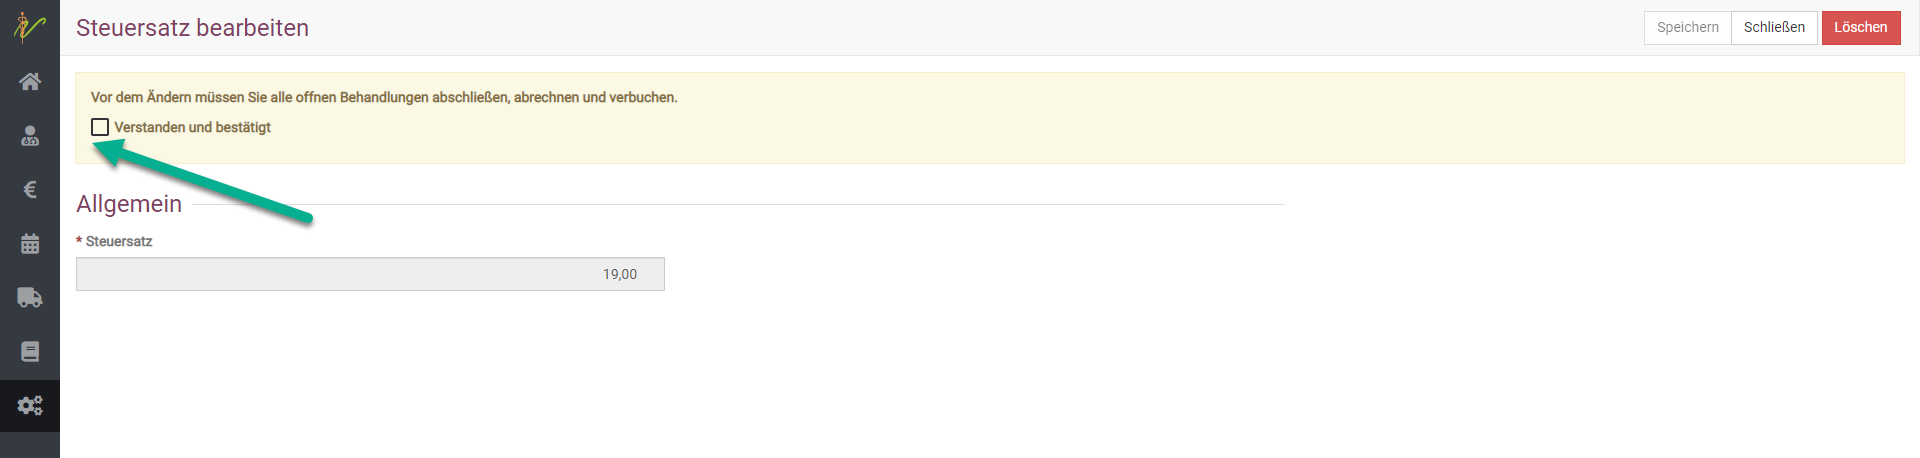 Steuersatz bearbeiten
Speichern Schließen Löschen
Vor dem Ändern müssen Sie alle offnen Behandlungen abschließen, abrechnen und verbuchen.
Verstanden und bestätigt
Allgemein
* Steuersatz
19,00